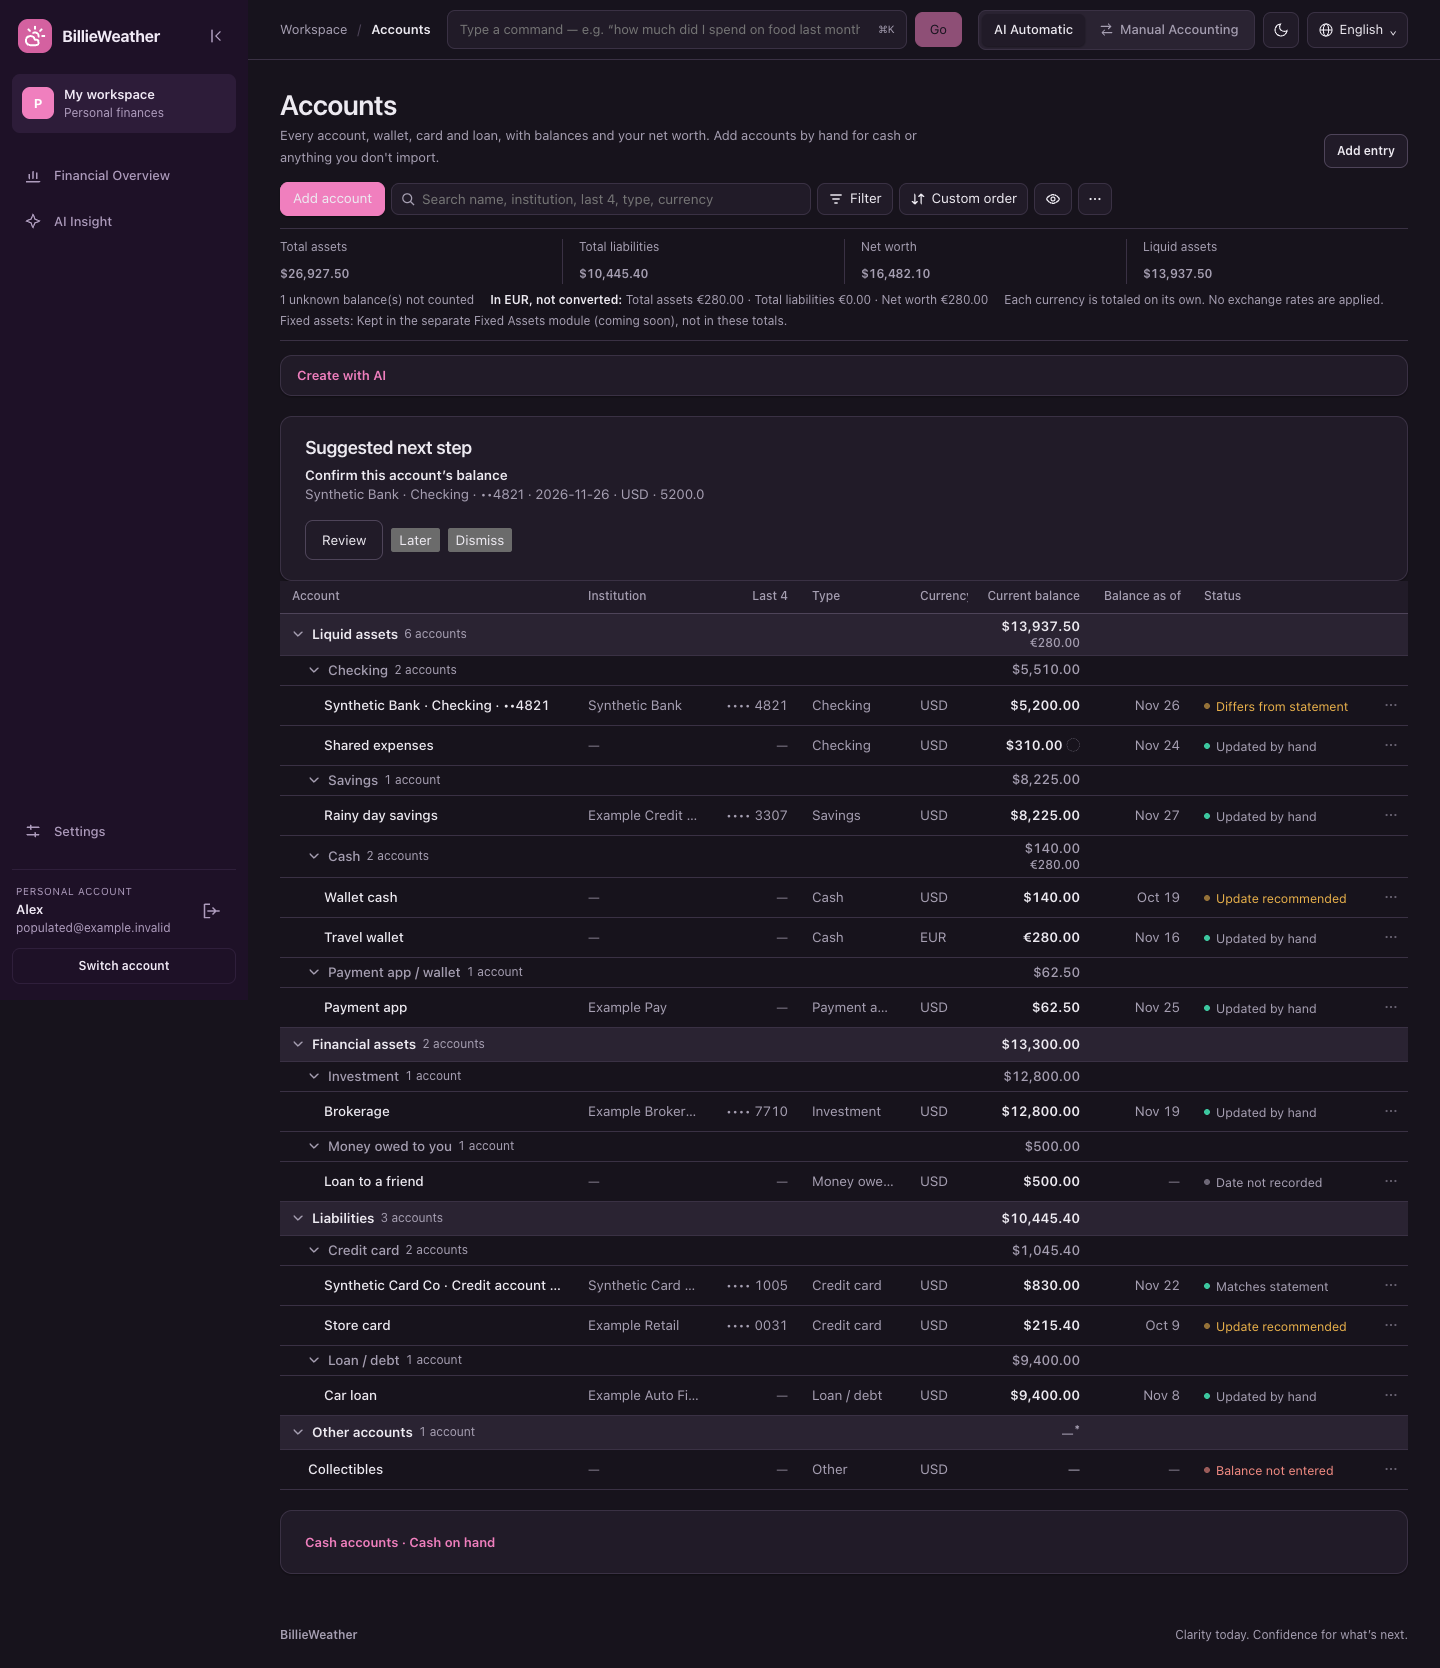 BillieWeather
P
My workspace
Personal finances
Financial Overview
AI Insight
Settings
PERSONAL ACCOUNT
Alex
populated@example.invalid
Switch account
Workspace / Accounts
Type a command — e.g. "how much did I spend on food last month
⌘K
Go
AI Automatic
Manual Accounting
English
Accounts
Every account, wallet, card and loan, with balances and your net worth. Add accounts by hand for cash or
anything you don't import.
Add entry
Add account
Search name, institution, last 4, type, currency
Filter
Custom order
Total assets Total liabilities Net worth Liquid assets
$26,927.50 $10,445.40 $16,482.10 $13,937.50
1 unknown balance(s) not counted In EUR, not converted: Total assets €280.00 · Total liabilities €0.00 · Net worth €280.00 Each currency is totaled on its own. No exchange rates are applied.
Fixed assets: Kept in the separate Fixed Assets module (coming soon), not in these totals.
Create with AI
Suggested next step
Confirm this account's balance
Synthetic Bank · Checking · ••4821 · 2026-11-26 · USD · 5200.0
Review Later Dismiss
Account Institution Last 4 Type Currency Current balance Balance as of Status
Liquid assets 6 accounts $13,937.50
€280.00
Checking 2 accounts $5,510.00
Synthetic Bank · Checking · ••4821 Synthetic Bank •••• 4821 Checking USD $5,200.00 Nov 26 Differs from statement ···
Shared expenses — — Checking USD $310.00 Nov 24 Updated by hand ···
Savings 1 account $8,225.00
Rainy day savings Example Credit ... •••• 3307 Savings USD $8,225.00 Nov 27 Updated by hand ···
Cash 2 accounts $140.00
€280.00
Wallet cash — — Cash USD $140.00 Oct 19 Update recommended ···
Travel wallet — — Cash EUR €280.00 Nov 16 Updated by hand ···
Payment app / wallet 1 account $62.50
Payment app Example Pay — Payment a... USD $62.50 Nov 25 Updated by hand ···
Financial assets 2 accounts $13,300.00
Investment 1 account $12,800.00
Brokerage Example Broker... •••• 7710 Investment USD $12,800.00 Nov 19 Updated by hand ···
Money owed to you 1 account $500.00
Loan to a friend — — Money owe... USD $500.00 — Date not recorded ···
Liabilities 3 accounts $10,445.40
Credit card 2 accounts $1,045.40
Synthetic Card Co · Credit account ... Synthetic Card ... •••• 1005 Credit card USD $830.00 Nov 22 Matches statement ···
Store card Example Retail •••• 0031 Credit card USD $215.40 Oct 9 Update recommended ···
Loan / debt 1 account $9,400.00
Car loan Example Auto Fi... — Loan / debt USD $9,400.00 Nov 8 Updated by hand ···
Other accounts 1 account —*
Collectibles — — Other USD — — Balance not entered ···
Cash accounts · Cash on hand
BillieWeather Clarity today. Confidence for what's next.